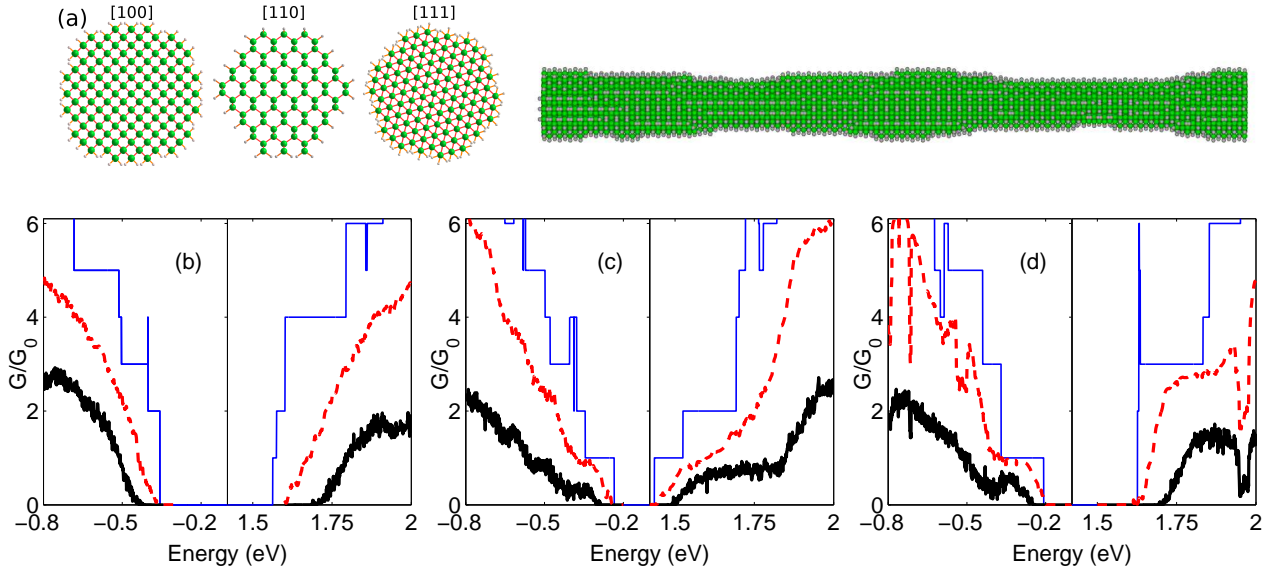 (a) [100] [110] [111]
(b) (c) (d)
6 6 6
4 4 4
2 2 2
0 0 0
G/G0 G/G0 G/G0
−0.8 −0.5 −0.2 1.5 1.75 2 −0.8 −0.5 −0.2 1.5 1.75 2 −0.8 −0.5 −0.2 1.5 1.75 2
Energy (eV) Energy (eV) Energy (eV)